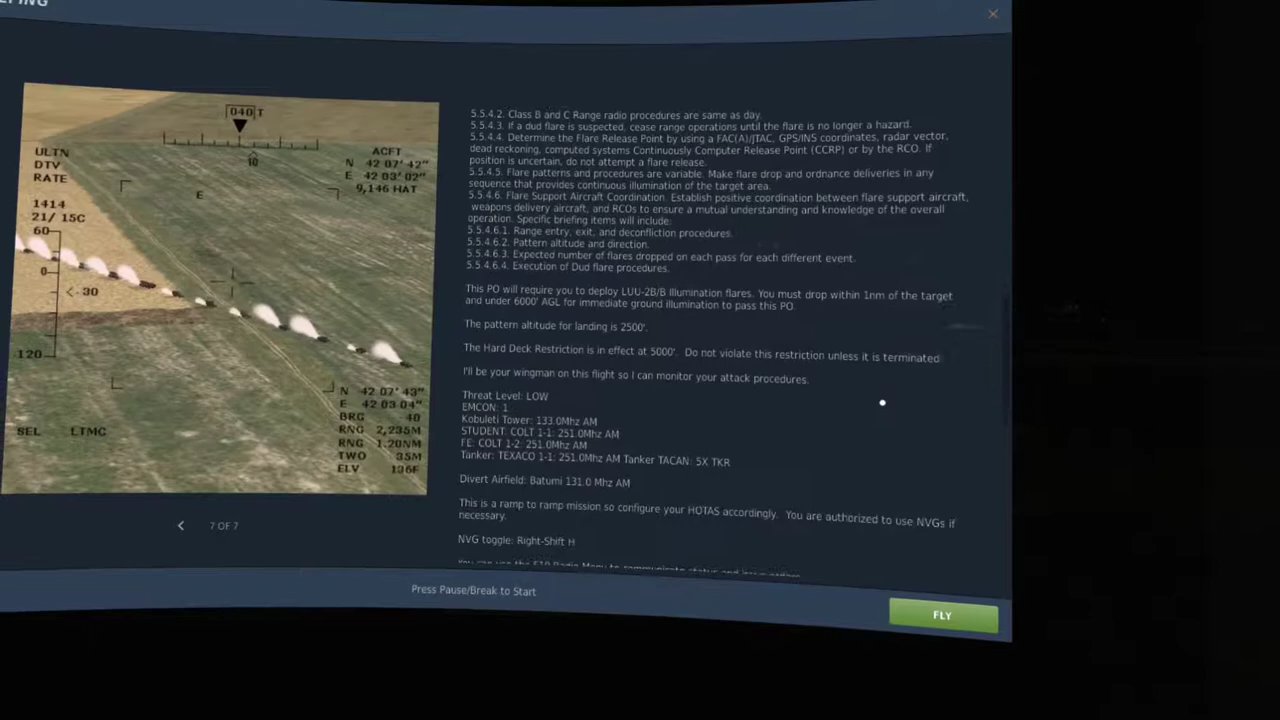 040 T
10
ULTN
DTV
RATE
E
ACFT
N 42 07'42"
E 42 03'02"
9,146 HAT
1414
21/ 15C
60
0
<-30
120
N 42 07'43"
E 42 03'04"
BRG 40
RNG 2,235M
RNG 1.20NM
TWO 35M
ELV 136F
SEL LTMC
7 OF 7
5.5.4.2. Class B and C Range radio procedures are same as day.
5.5.4.3. If a dud flare is suspected, cease range operations until the flare is no longer a hazard.
5.5.4.4. Determine the Flare Release Point by using a FAC(A)/JTAC, GPS/INS coordinates, radar vector,
dead reckoning, computed systems Continuously Computer Release Point (CCRP) or by the RCO. If
position is uncertain, do not attempt a flare release.
5.5.4.5. Flare patterns and procedures are variable. Make flare drop and ordnance deliveries in any
sequence that provides continuous illumination of the target area.
5.5.4.6. Flare Support Aircraft Coordination. Establish positive coordination between flare support aircraft,
weapons delivery aircraft, and RCOs to ensure a mutual understanding and knowledge of the overall
operation. Specific briefing items will include:
5.5.4.6.1. Range entry, exit, and deconfliction procedures.
5.5.4.6.2. Pattern altitude and direction.
5.5.4.6.3. Expected number of flares dropped on each pass for each different event.
5.5.4.6.4. Execution of Dud flare procedures.
This PO will require you to deploy LUU-2B/B Illumination flares. You must drop within 1nm of the target
and under 6000' AGL for immediate ground illumination to pass this PO.
The pattern altitude for landing is 2500'.
The Hard Deck Restriction is in effect at 5000'. Do not violate this restriction unless it is terminated
I'll be your wingman on this flight so I can monitor your attack procedures.
Threat Level: LOW
EMCON: 1
Kobuleti Tower: 133.0Mhz AM
STUDENT: COLT 1-1: 251.0Mhz AM
FE: COLT 1-2: 251.0Mhz AM
Tanker: TEXACO 1-1: 251.0Mhz AM Tanker TACAN: 5X TKR
Divert Airfield: Batumi 131.0 Mhz AM
This is a ramp to ramp mission so configure your HOTAS accordingly. You are authorized to use NVGs if
necessary.
NVG toggle: Right-Shift H
You can use the F10 Radio Menu to communicate status and
Press Pause/Break to Start
FLY